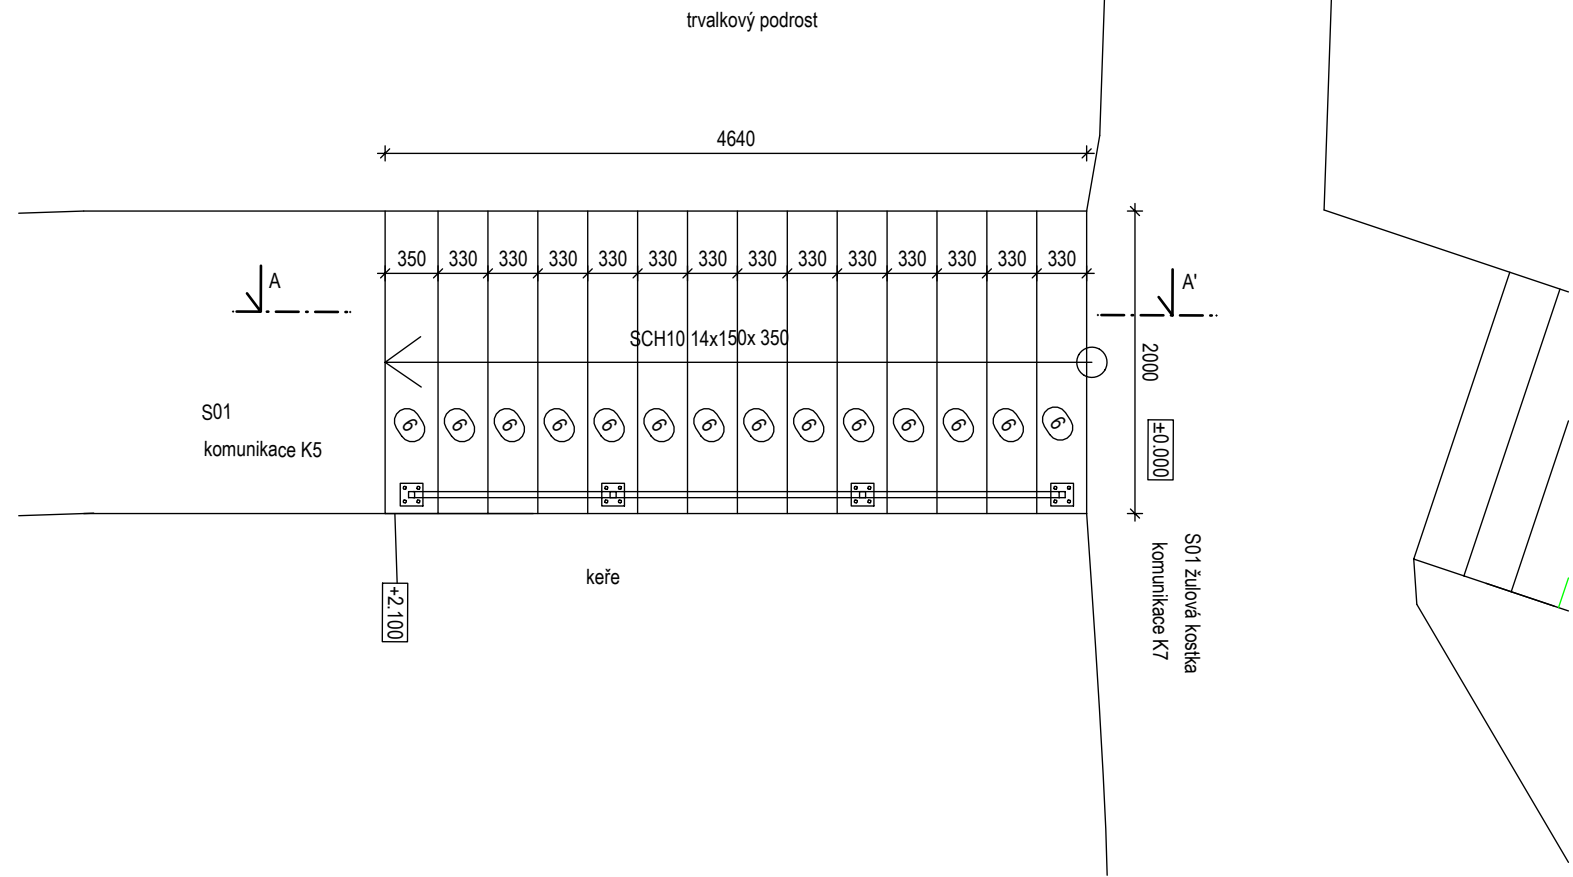 trvalkový podrost
4640
350 330 330 330 330 330 330 330 330 330 330 330 330 330
A
A'
SCH10 14x150x 350
2000
S01
komunikace K5
6 6 6 6 6 6 6 6 6 6 6 6 6 6
±0.000
S01 žulová kostka
komunikace K7
keře
+2.100